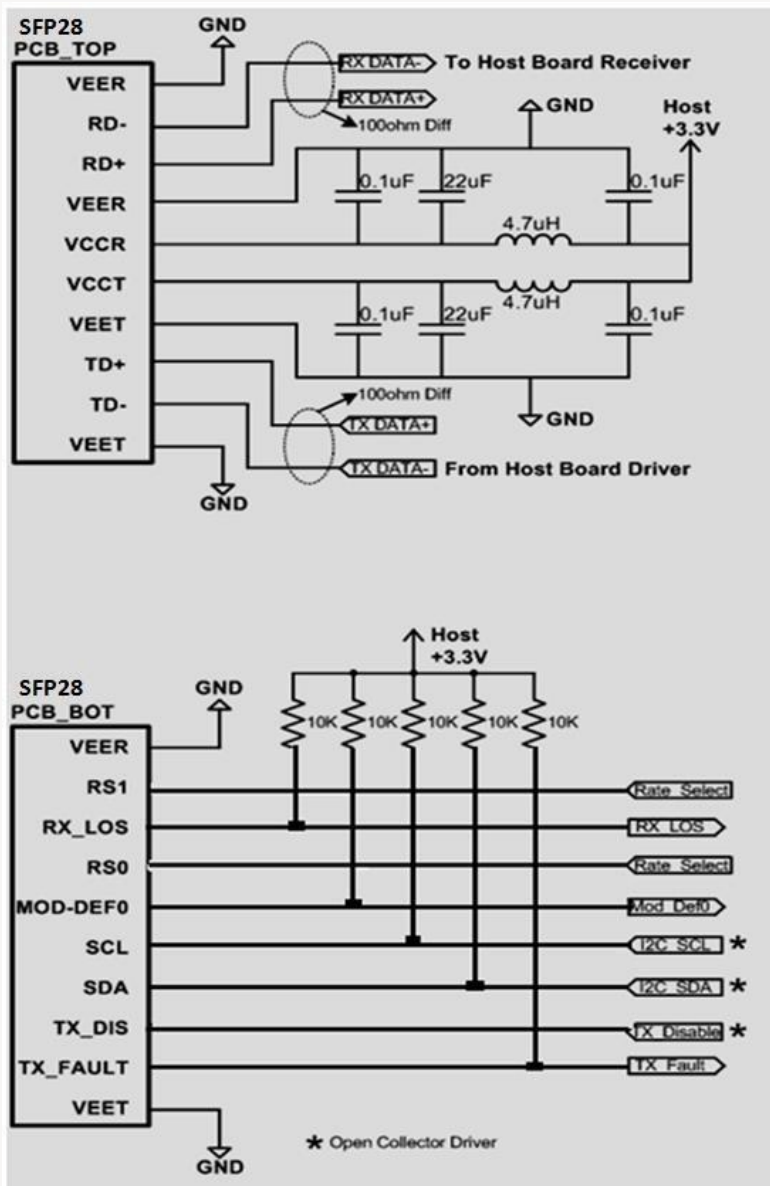 SFP28
PCB_TOP
GND
RX DATA- To Host Board Receiver
RX DATA+
100ohm Diff
VEER
RD-
RD+
VEER
VCCR
VCCT
VEET
TD+
TD-
VEET
GND
Host
+3.3V
0.1uF
22uF
0.1uF
4.7uH
4.7uH
0.1uF
22uF
0.1uF
100ohm Diff
GND
TX DATA+
TX DATA- From Host Board Driver
GND
Host
+3.3V
SFP28
PCB_BOT
GND
10K 10K 10K 10K 10K
VEER
RS1
Rate Select
RX_LOS
RX LOS
RS0
Rate Select
MOD-DEF0
Mod Def0
SCL
I2C SCL *
SDA
I2C SDA *
TX_DIS
TX Disable *
TX_FAULT
TX Fault
VEET
GND
* Open Collector Driver